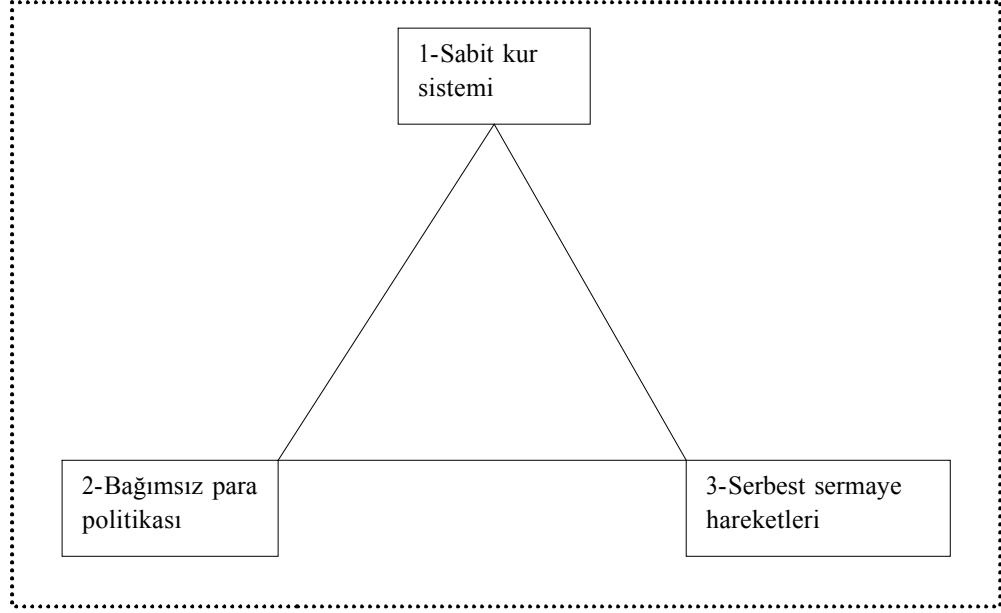 1-Sabit kur
sistemi
2-Bağımsız para
politikası
3-Serbest sermaye
hareketleri